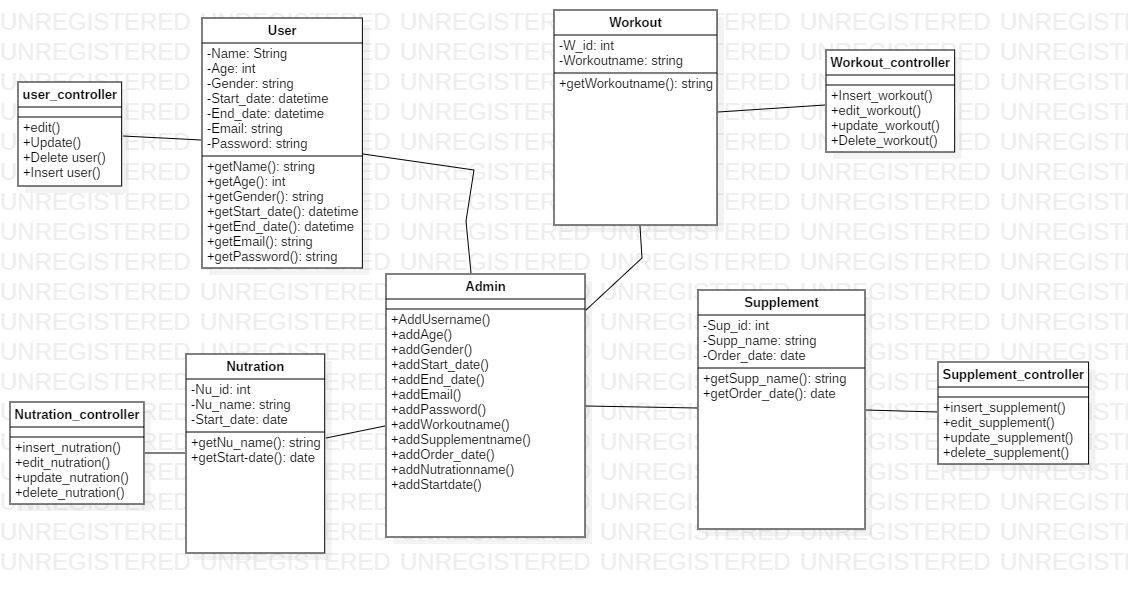 User
-Name: String
-Age: int
-Gender: string
-Start_date: datetime
-End_date: datetime
-Email: string
-Password: string
+getName(): string
+getAge(): int
+getGender(): string
+getStart_date(): datetime
+getEnd_date(): datetime
+getEmail(): string
+getPassword(): string
Workout
-W_id: int
-Workoutname: string
+getWorkoutname(): string
Workout_controller
+Insert_workout()
+edit_workout()
+update_workout()
+Delete_workout()
user_controller
+edit()
+Update()
+Delete user()
+Insert user()
Admin
+AddUsername()
+addAge()
+addGender()
+addStart_date()
+addEnd_date()
+addEmail()
+addPassword()
+addWorkoutname()
+addSupplementname()
+addOrder_date()
+addNutrationname()
+addStartdate()
Supplement
-Sup_id: int
-Supp_name: string
-Order_date: date
+getSupp_name(): string
+getOrder_date(): date
Supplement_controller
+insert_supplement()
+edit_supplement()
+update_supplement()
+delete_supplement()
Nutration
-Nu_id: int
-Nu_name: string
-Start_date: date
+getNu_name(): string
+getStart-date(): date
Nutration_controller
+insert_nutration()
+edit_nutration()
+update_nutration()
+delete_nutration()
UNREGISTERED